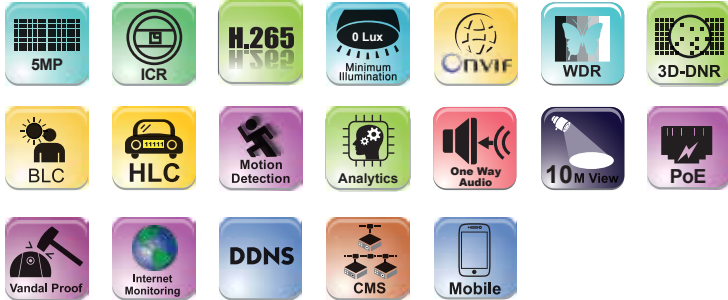 5MP
ICR
H.265
0 Lux
Minimum
Illumination
ONVIF
WDR
3D-DNR
BLC
HLC
Motion
Detection
Analytics
One Way
Audio
10M View
PoE
Vandal Proof
Internet
Monitoring
DDNS
CMS
Mobile